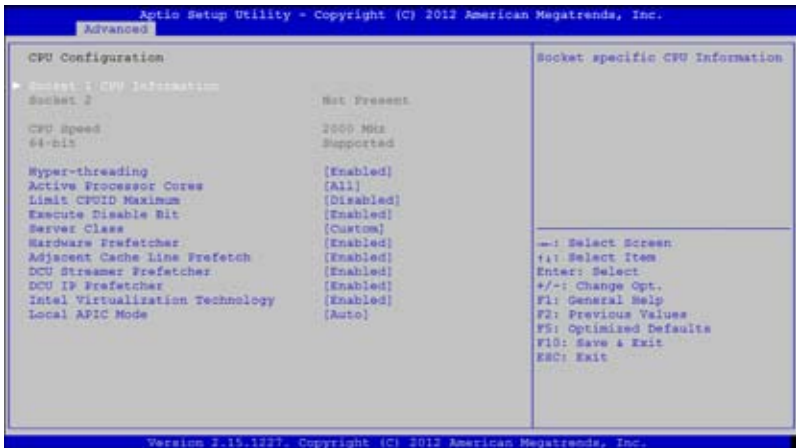 Aptio Setup Utility - Copyright (C) 2012 American Megatrends, Inc.
Advanced
CPU Configuration
Socket specific CPU Information
Socket 1 CPU Information
Socket 2 Not Present
CPU Speed 2000 MHz
64-bit Supported
Hyper-threading [Enabled]
Active Processor Cores [All]
Limit CPUID Maximum [Disabled]
Execute Disable Bit [Enabled]
Server Class [Custom]
Hardware Prefetcher [Enabled]
Adjacent Cache Line Prefetch [Enabled]
DCU Streamer Prefetcher [Enabled]
DCU IP Prefetcher [Enabled]
Intel Virtualization Technology [Enabled]
Local APIC Mode [Auto]
→←: Select Screen
↑↓: Select Item
Enter: Select
+/-: Change Opt.
F1: General Help
F2: Previous Values
F5: Optimized Defaults
F10: Save & Exit
ESC: Exit
Version 2.15.1227. Copyright (C) 2012 American Megatrends, Inc.